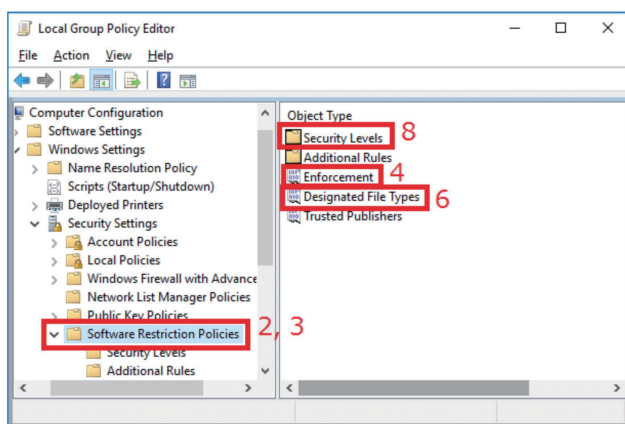 Local Group Policy Editor
File Action View Help
Computer Configuration
Software Settings
Windows Settings
Name Resolution Policy
Scripts (Startup/Shutdown)
Deployed Printers
Security Settings
Account Policies
Local Policies
Windows Firewall with Advance
Network List Manager Policies
Public Key Policies
Software Restriction Policies 2, 3
Security Levels
Additional Rules
Object Type
Security Levels 8
Additional Rules
Enforcement 4
Designated File Types 6
Trusted Publishers